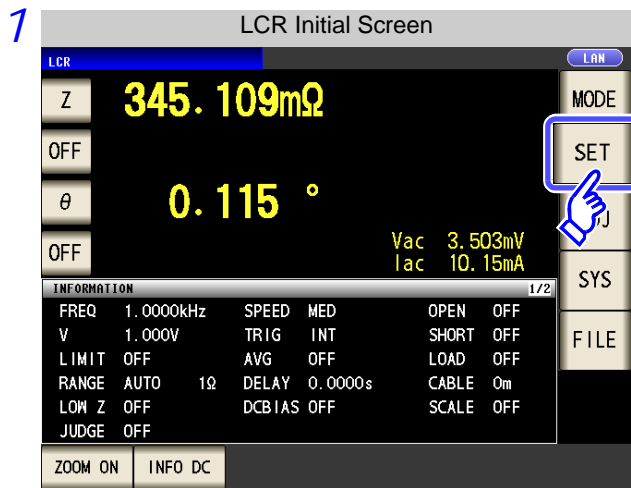 1
LCR Initial Screen
LCR
LAN
Z
345.109mΩ
MODE
OFF
SET
θ
0.115 °
J
OFF
Vac 3.503mV
Iac 10.15mA
SYS
INFORMATION 1/2
FREQ 1.0000kHz SPEED MED OPEN OFF
V 1.000V TRIG INT SHORT OFF
FILE
LIMIT OFF AVG OFF LOAD OFF
RANGE AUTO 1Ω DELAY 0.0000s CABLE 0m
LOW Z OFF DCBIAS OFF SCALE OFF
JUDGE OFF
ZOOM ON INFO DC